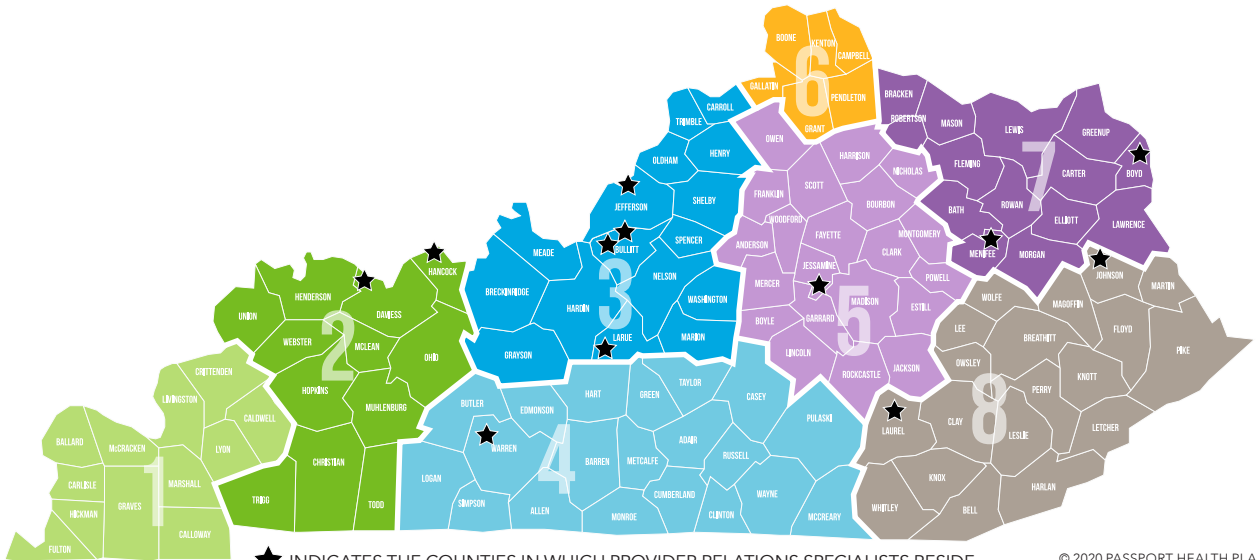 BOONE
KENTON
CAMPBELL
GALLATIN
6
PENDLETON
GRANT
BRACKEN
ROBERTSON
MASON
LEWIS
GREENUP
FLEMING
7
CARTER
BOYD
BATH
ROWAN
ELLIOTT
LAWRENCE
MENIFEE
MORGAN
CARROLL
TRIMBLE
HENRY
OLDHAM
JEFFERSON
SHELBY
BULLITT
SPENCER
MEADE
NELSON
BRECKINRIDGE
HARDIN
3
WASHINGTON
LARUE
MARION
GRAYSON
OWEN
HARRISON
NICHOLAS
SCOTT
FRANKLIN
BOURBON
WOODFORD
FAYETTE
MONTGOMERY
ANDERSON
CLARK
JESSAMINE
POWELL
MERCER
MADISON
ESTILL
BOYLE
GARRARD
5
LINCOLN
ROCKCASTLE
JACKSON
HANCOCK
HENDERSON
DAVIESS
UNION
WEBSTER
2
MCLEAN
OHIO
HOPKINS
MUHLENBURG
CHRISTIAN
TRIGG
TODD
CRITTENDEN
LIVINGSTON
CALDWELL
LYON
BALLARD
McCRACKEN
MARSHALL
CARLISLE
1
GRAVES
HICKMAN
CALLOWAY
FULTON
BUTLER
EDMONSON
HART
GREEN
TAYLOR
CASEY
PULASKI
WARREN
4
BARREN
METCALFE
ADAIR
RUSSELL
LOGAN
SIMPSON
ALLEN
MONROE
CUMBERLAND
CLINTON
WAYNE
MCCREARY
JOHNSON
MARTIN
WOLFE
MAGOFFIN
LEE
BREATHITT
FLOYD
PIKE
OWSLEY
PERRY
KNOTT
LAUREL
CLAY
8
LESLIE
LETCHER
KNOX
HARLAN
WHITLEY
BELL
INDICATES THE COUNTIES IN WHICH PROVIDER RELATIONS SPECIALISTS RESIDE
© 2020 PASSPORT HEALTH PLA